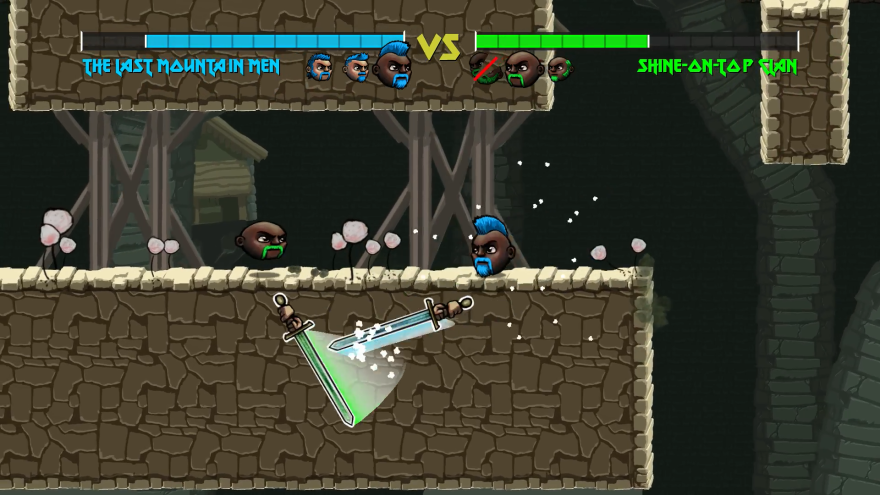 VS
THE LAST MOUNTAIN MEN
SHINE-ON-TOP CLAN